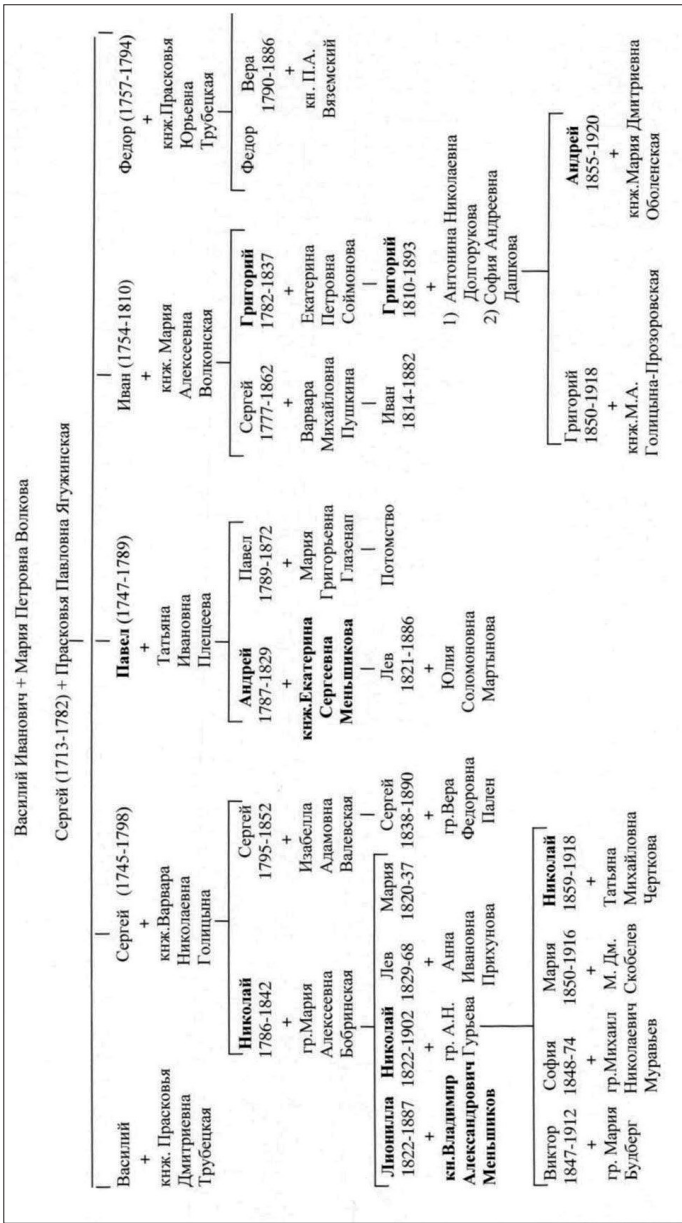 Василий Иванович + Мария Петровна Волкова
Сергей (1713-1782) + Прасковья Павловна Ягужинская
Василий
+
кнж. Прасковья
Дмитриевна
Трубецкая
Сергей (1745-1798)
+
кнж.Варвара
Николаевна
Голицына
Павел (1747-1789)
+
Татьяна
Ивановна
Плещеева
Иван (1754-1810)
+
кнж. Мария
Алексеевна
Волконская
Федор (1757-1794)
+
кнж.Прасковья
Юрьевна
Трубецкая
Николай
1786-1842
+
гр.Мария
Алексеевна
Бобринская
Сергей
1795-1852
+
Изабелла
Адамовна
Валевская
Андрей
1787-1829
+
кнж.Екатерина
Сергеевна
Меньшикова
Павел
1789-1872
+
Мария
Григорьевна
Глазенап
Сергей
1777-1862
+
Варвара
Михайловна
Пушкина
Григорий
1782-1837
+
Екатерина
Петровна
Соймонова
Федор
Вера
1790-1886
+
кн. П.А.
Вяземский
Лионилла
1822-1887
+
кн.Владимир
Александрович
Меньшиков
Николай
1822-1902
+
гр. А.Н.
Гурьева
Лев
1829-68
+
Анна
Ивановна
Прихунова
Мария
1820-37
Сергей
1838-1890
+
гр.Вера
Федоровна
Пален
Лев
1821-1886
+
Юлия
Соломоновна
Мартынова
Потомство
Иван
1814-1882
Григорий
1810-1893
+
1) Антонина Николаевна
Долгорукова
2) София Андреевна
Дашкова
Виктор
1847-1912
+
гр. Мария
Будберг
София
1848-74
+
гр.Михаил
Николаевич
Муравьев
Мария
1850-1916
+
М. Дм.
Скобелев
Николай
1859-1918
+
Татьяна
Михайловна
Черткова
Григорий
1850-1918
+
кнж.М.А.
Голицына-Прозоровская
Андрей
1855-1920
+
кнж.Мария Дмитриевна
Оболенская